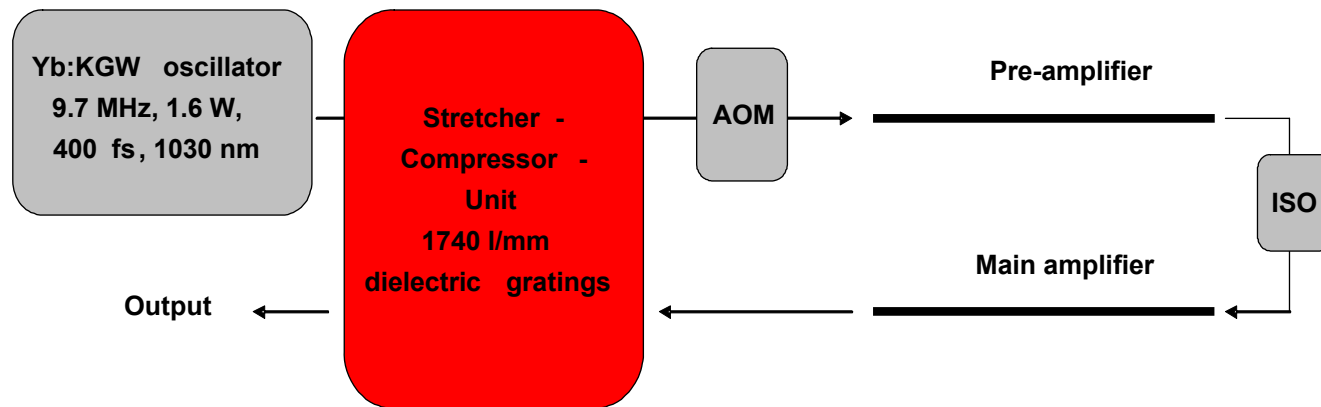 Yb:KGW oscillator
9.7 MHz, 1.6 W,
400 fs, 1030 nm
Stretcher -
Compressor -
Unit
1740 l/mm
dielectric gratings
AOM
Pre-amplifier
ISO
Main amplifier
Output